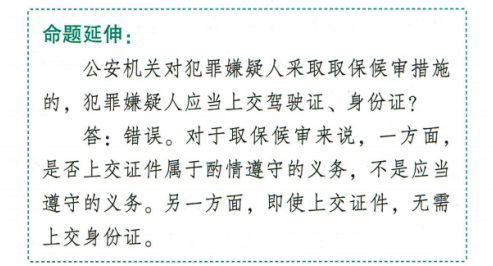 命题延伸：
公安机关对犯罪嫌疑人采取取保候审措施
的，犯罪嫌疑人应当上交驾驶证、身份证？
答：错误。对于取保候审来说，一方面，
是否上交证件属于酌情遵守的义务，不是应当
遵守的义务。另一方面，即使上交证件，无需
上交身份证。